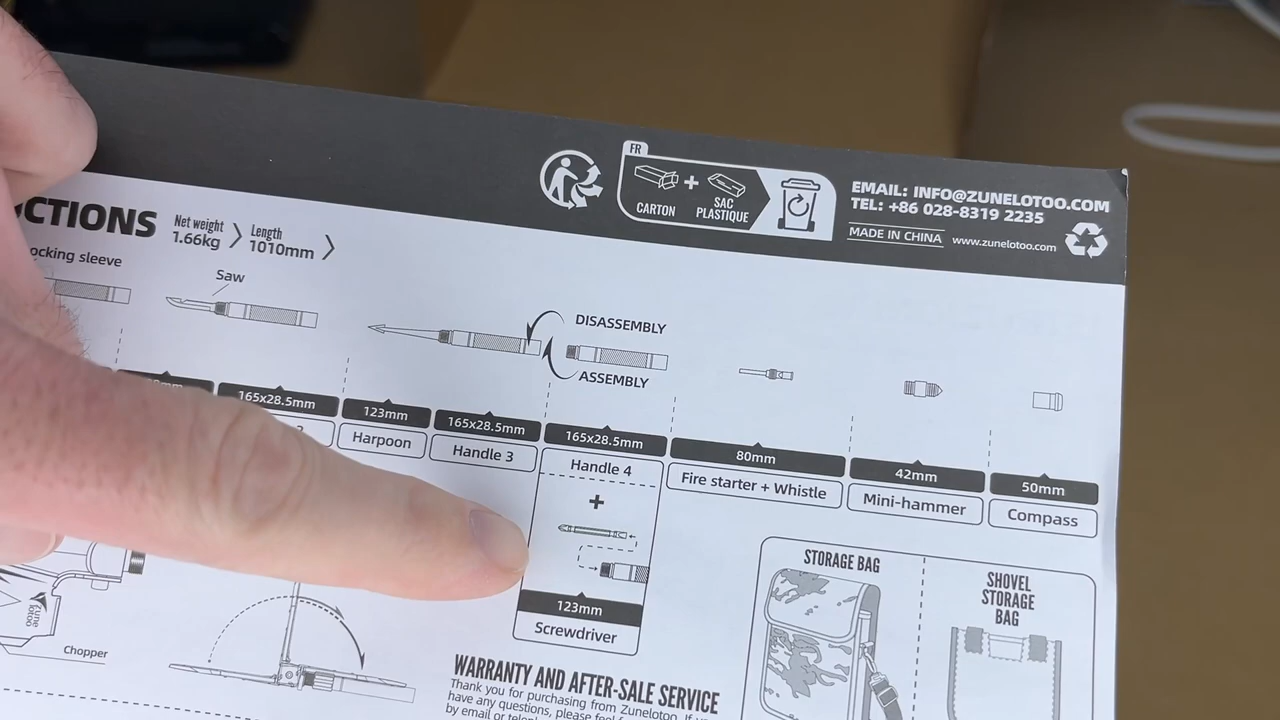 FR
CARTON
+
SAC
PLASTIQUE
EMAIL: INFO@ZUNELOTOO.COM
TEL: +86 028-8319 2235
MADE IN CHINA
www.zunelotoo.com
CTIONS
Net weight
1.66kg
Length
1010mm
ocking sleeve
Saw
DISASSEMBLY
ASSEMBLY
165x28.5mm
123mm
Harpoon
165x28.5mm
Handle 3
165x28.5mm
Handle 4
+
123mm
Screwdriver
80mm
Fire starter + Whistle
42mm
Mini-hammer
50mm
Compass
Zune
lotoo
Chopper
STORAGE BAG
SHOVEL
STORAGE
BAG
WARRANTY AND AFTER-SALE SERVICE
Thank you for purchasing from Zunelotoo. If
have any questions, please feel
by email or